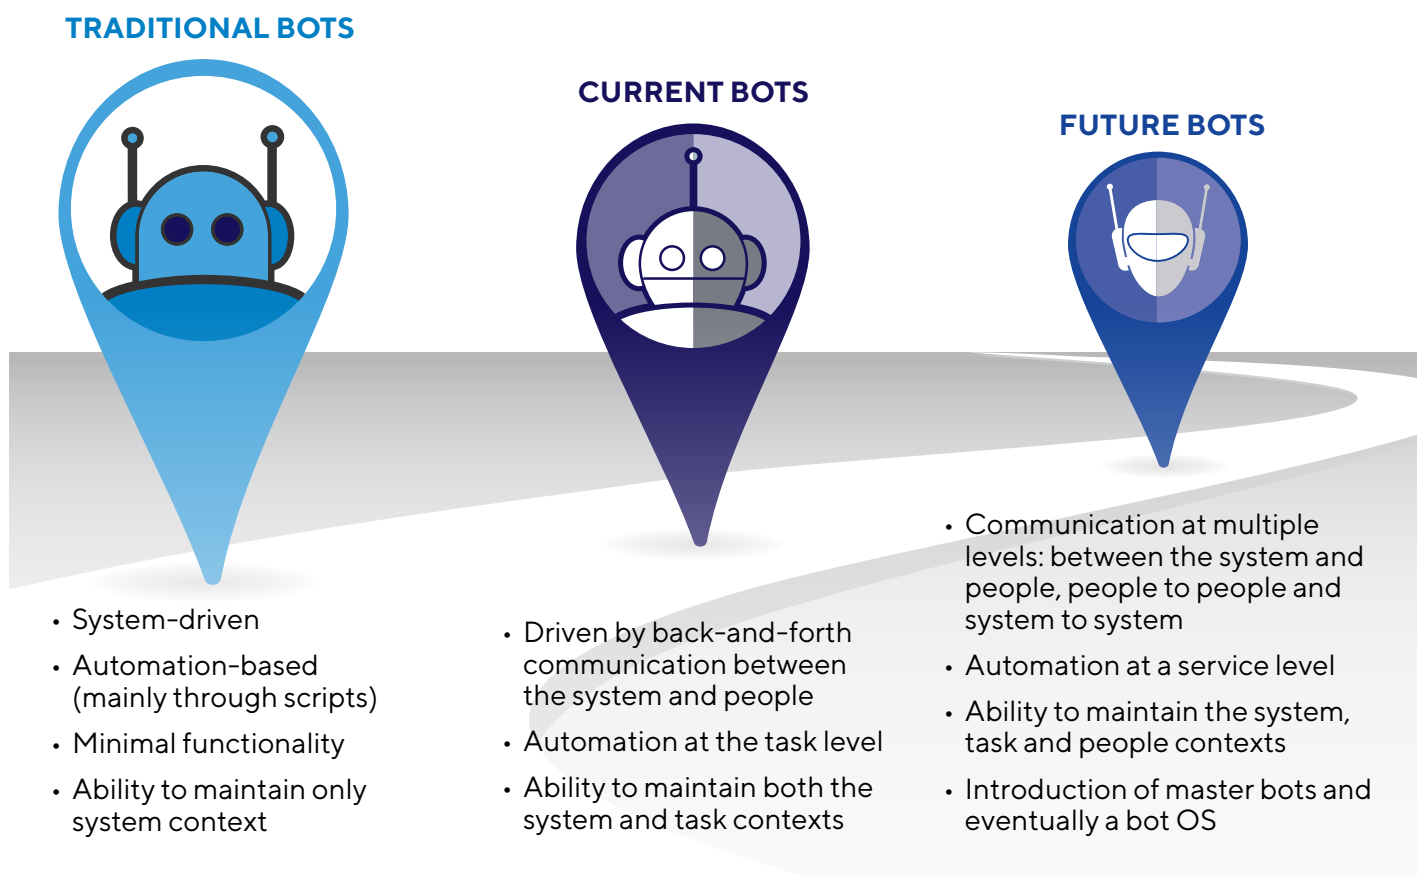 TRADITIONAL BOTS
• System-driven
• Automation-based
(mainly through scripts)
• Minimal functionality
• Ability to maintain only
system context
CURRENT BOTS
• Driven by back-and-forth
communication between
the system and people
• Automation at the task level
• Ability to maintain both the
system and task contexts
FUTURE BOTS
• Communication at multiple
levels: between the system and
people, people to people and
system to system
• Automation at a service level
• Ability to maintain the system,
task and people contexts
• Introduction of master bots and
eventually a bot OS